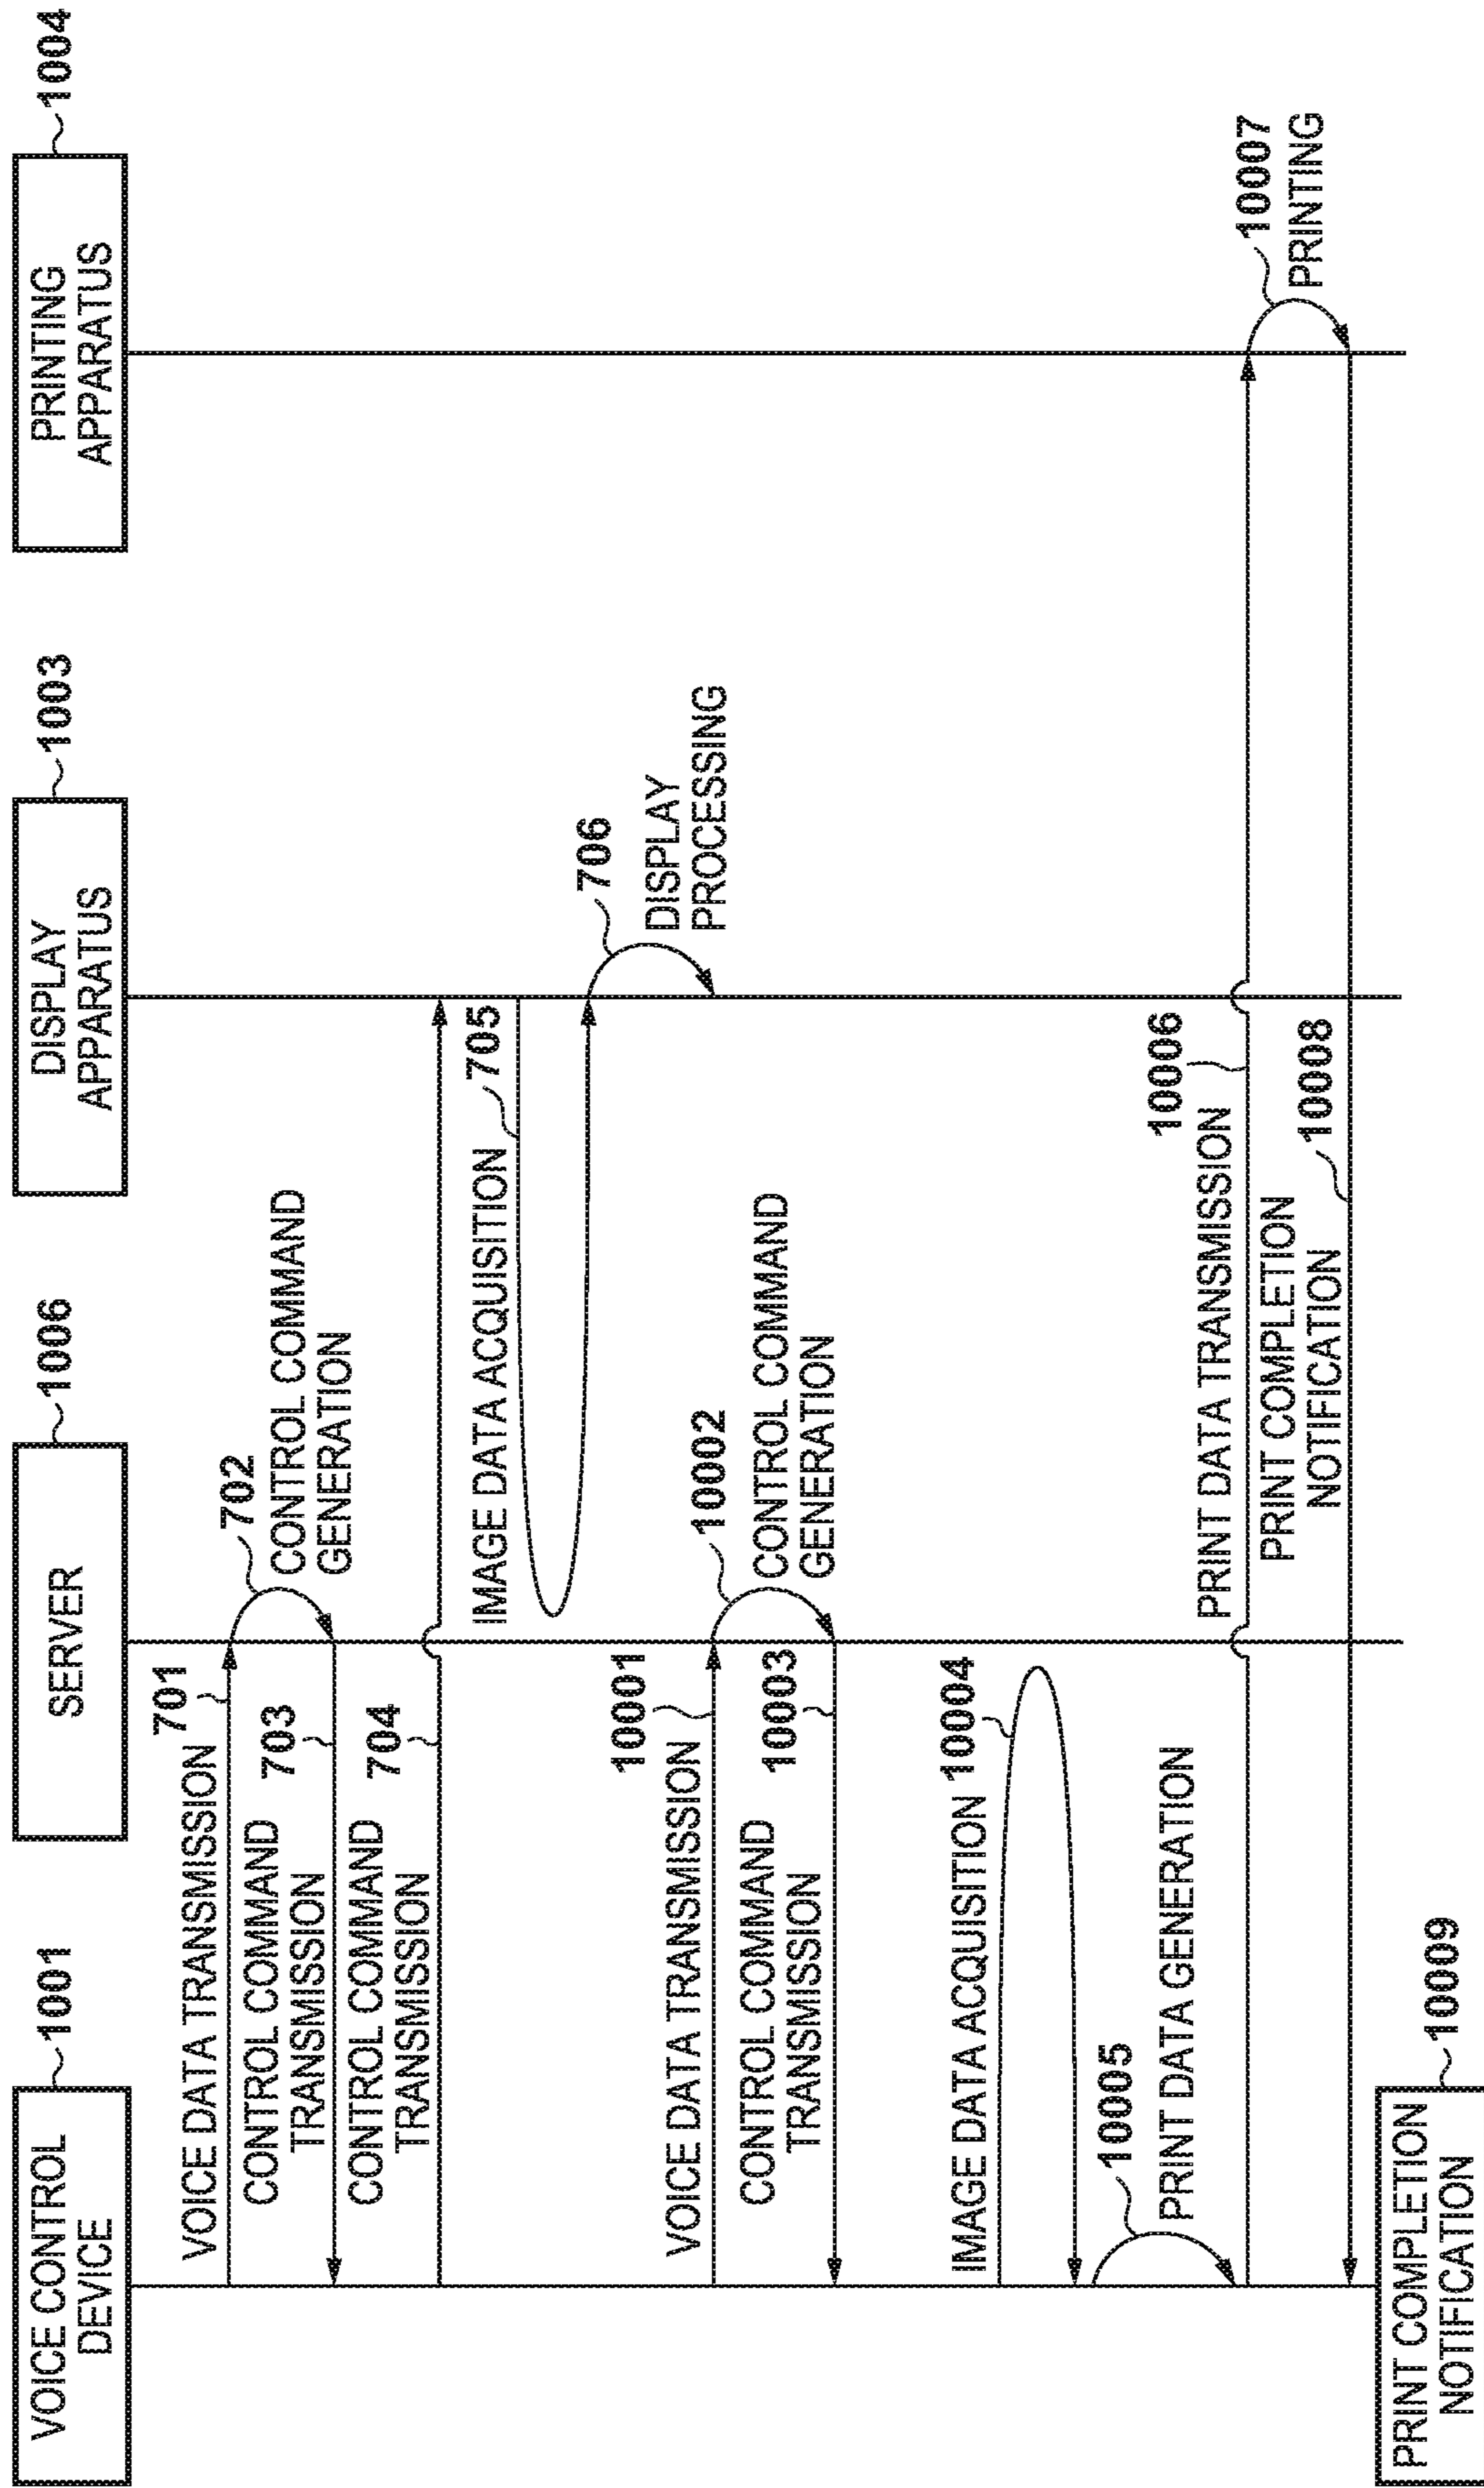 VOICE CONTROL
DEVICE
1001
SERVER
1006
DISPLAY
APPARATUS
1003
PRINTING
APPARATUS
1004
VOICE DATA TRANSMISSION
701
702
CONTROL COMMAND
GENERATION
CONTROL COMMAND
TRANSMISSION
703
CONTROL COMMAND
TRANSMISSION
704
IMAGE DATA ACQUISITION
705
706
DISPLAY
PROCESSING
VOICE DATA TRANSMISSION
10001
10002
CONTROL COMMAND
GENERATION
CONTROL COMMAND
TRANSMISSION
10003
IMAGE DATA ACQUISITION 10004
10005
PRINT DATA GENERATION
PRINT DATA TRANSMISSION
10006
10007
PRINTING
PRINT COMPLETION
NOTIFICATION
10008
PRINT COMPLETION
NOTIFICATION
10009